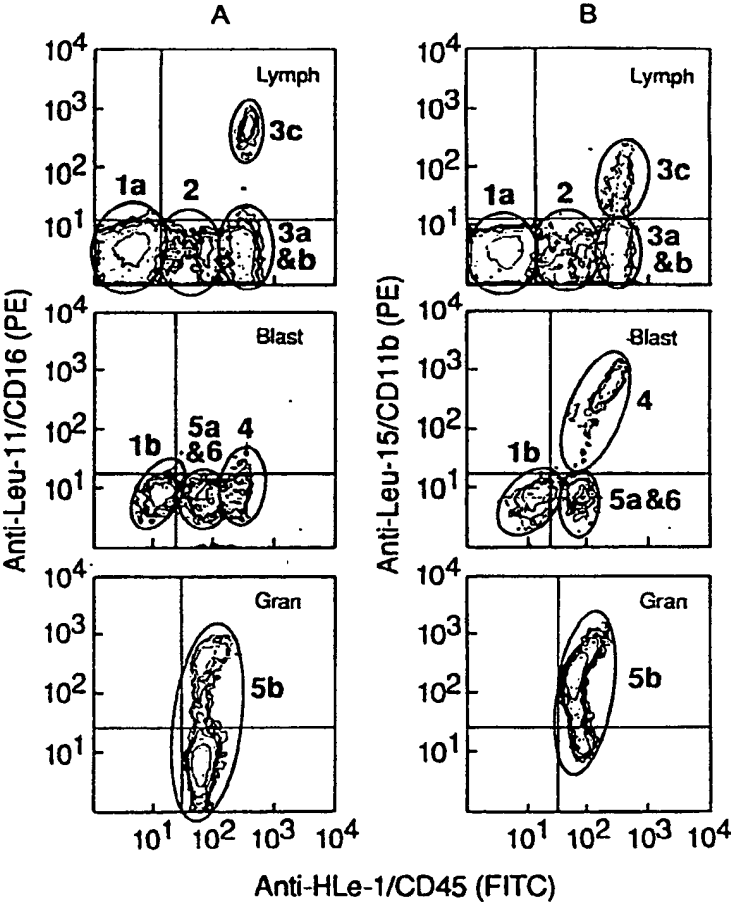 A
B
Anti-Leu-11/CD16 (PE)
10⁴
10³
10²
10¹
Lymph
3c
1a
2
3a
&b
10⁴
10³
10²
10¹
Blast
1b
5a
&6
4
10⁴
10³
10²
10¹
Gran
5b
10¹ 10² 10³ 10⁴
Anti-Leu-15/CD11b (PE)
10⁴
10³
10²
10¹
Lymph
3c
1a
2
3a
&b
10⁴
10³
10²
10¹
Blast
4
1b
5a&6
10⁴
10³
10²
10¹
Gran
5b
10¹ 10² 10³ 10⁴
Anti-HLe-1/CD45 (FITC)